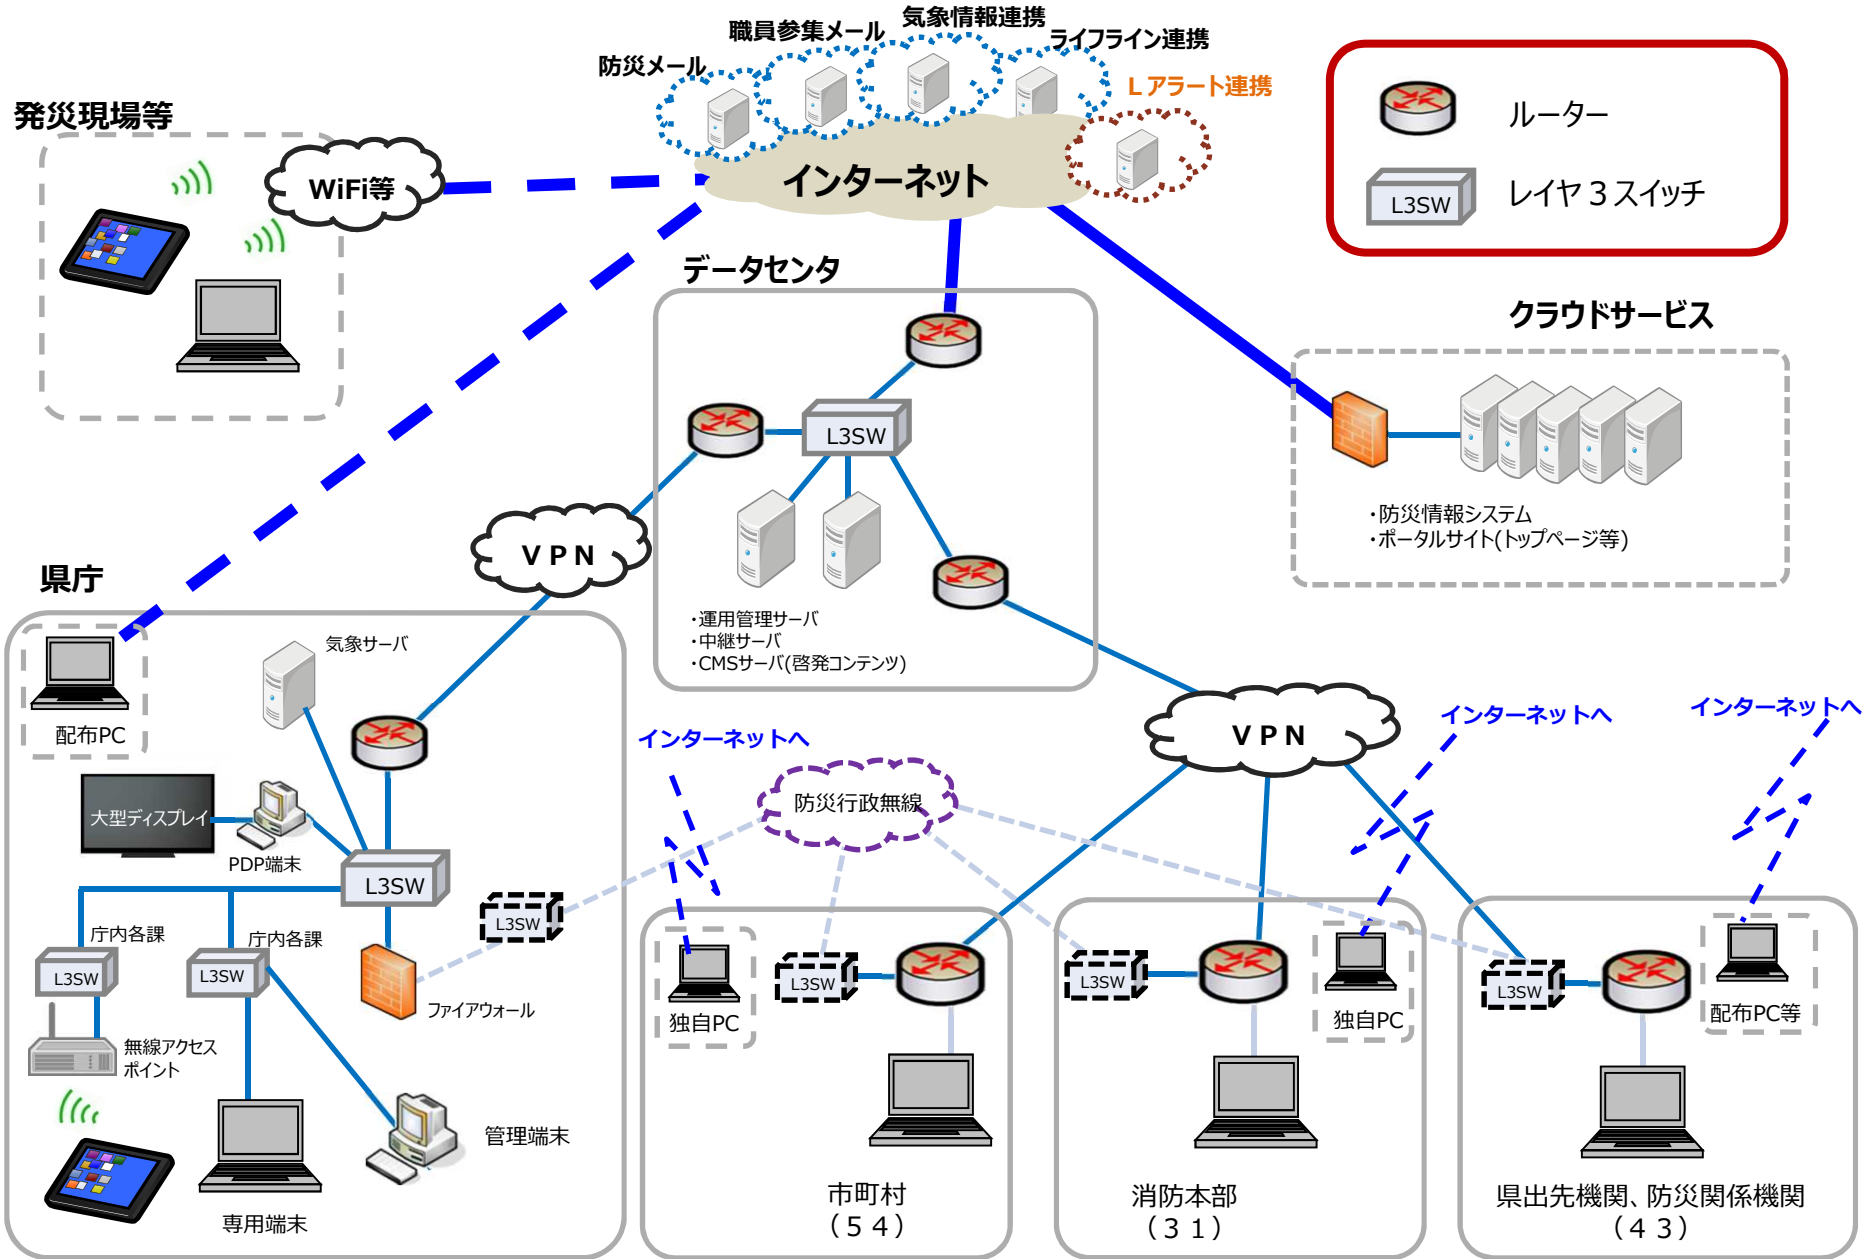 気象情報連携
職員参集メール
ライフライン連携
防災メール
Lアラート連携
発災現場等
WiFi等
インターネット
ルーター
L3SW
レイヤ3スイッチ
データセンタ
クラウドサービス
L3SW
・防災情報システム
・ポータルサイト(トップページ等)
VPN
・運用管理サーバ
・中継サーバ
・CMSサーバ(啓発コンテンツ)
県庁
気象サーバ
配布PC
大型ディスプレイ
PDP端末
L3SW
庁内各課
L3SW
庁内各課
L3SW
L3SW
ファイアウォール
無線アクセス
ポイント
管理端末
専用端末
VPN
インターネットへ
インターネットへ
インターネットへ
防災行政無線
L3SW
独自PC
市町村
(54)
L3SW
独自PC
消防本部
(31)
L3SW
配布PC等
県出先機関、防災関係機関
(43)